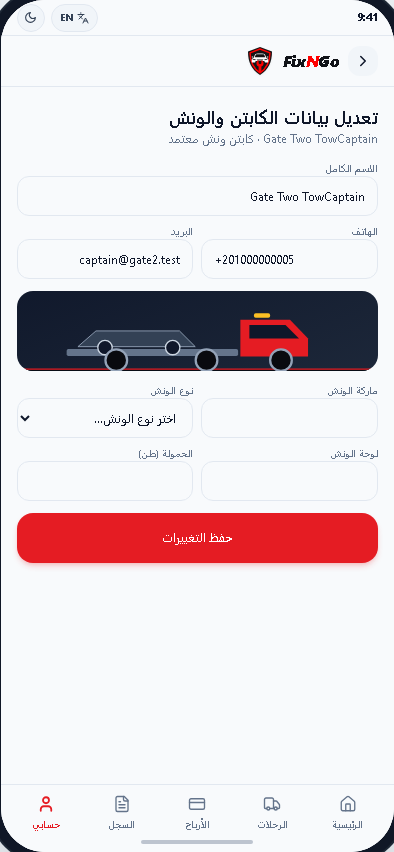 9:41
EN
FixNGo
تعديل بيانات الكابتن والونش
Gate Two TowCaptain · كابتن ونش معتمد
الاسم الكامل
Gate Two TowCaptain
الهاتف
البريد
+201000000005
captain@gate2.test
ماركة الونش
نوع الونش
اختر نوع الونش...
لوحة الونش
الحمولة (طن)
حفظ التغييرات
الرئيسية
الرحلات
الأرباح
السجل
حسابي